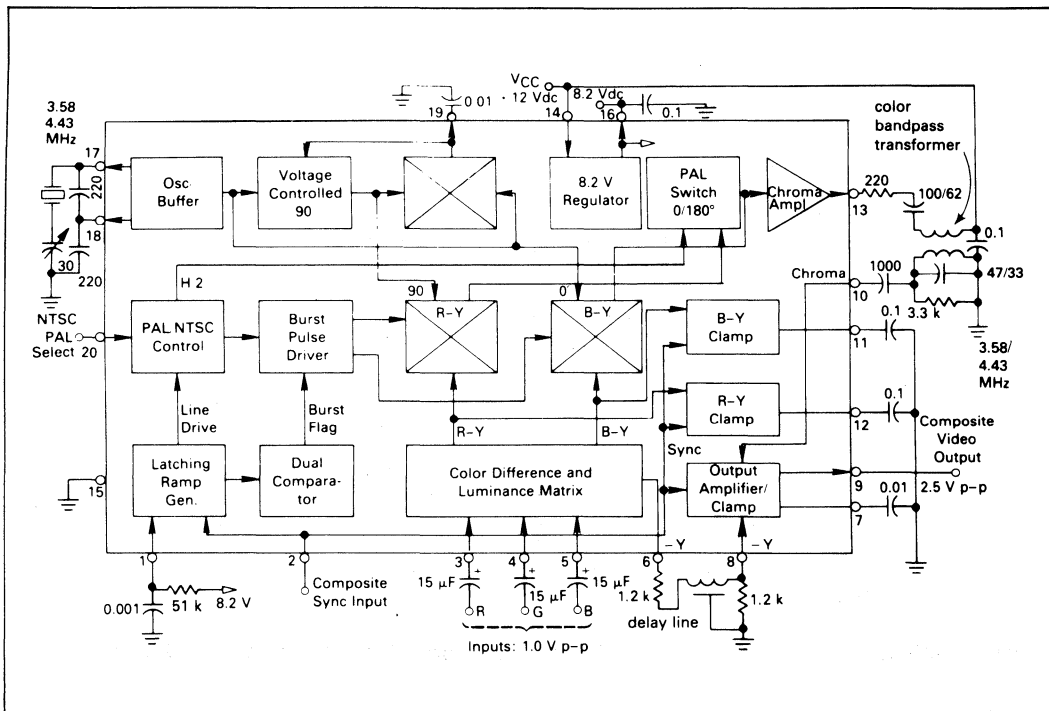 VCC
12 Vdc
8.2 Vdc
0.01
0.1
19
14
16
3.58
4.43
MHz
17
220
18
30
220
Osc
Buffer
Voltage
Controlled
90
8.2 V
Regulator
PAL
Switch
0/180°
Chroma
Ampl
13
220
100/62
color
bandpass
transformer
0.1
Chroma
10
1000
47/33
3.3 k
3.58/
4.43
MHz
H 2
90
0
NTSC
PAL
Select
20
PAL NTSC
Control
Burst
Pulse
Driver
R-Y
B-Y
B-Y
Clamp
11
0.1
R-Y
Clamp
12
0.1
Line
Drive
Burst
Flag
R-Y
B-Y
Sync
Composite
Video
Output
15
Latching
Ramp
Gen.
Dual
Compara-
tor
Color Difference and
Luminance Matrix
Output
Amplifier/
Clamp
9
2.5 V p-p
7
0.01
1
2
3
4
5
6
-Y
8
-Y
0.001
51 k
8.2 V
Composite
Sync Input
15 µF
+
15 µF
+
15 µF
+
R
G
B
1.2 k
1.2 k
delay line
Inputs: 1.0 V p-p